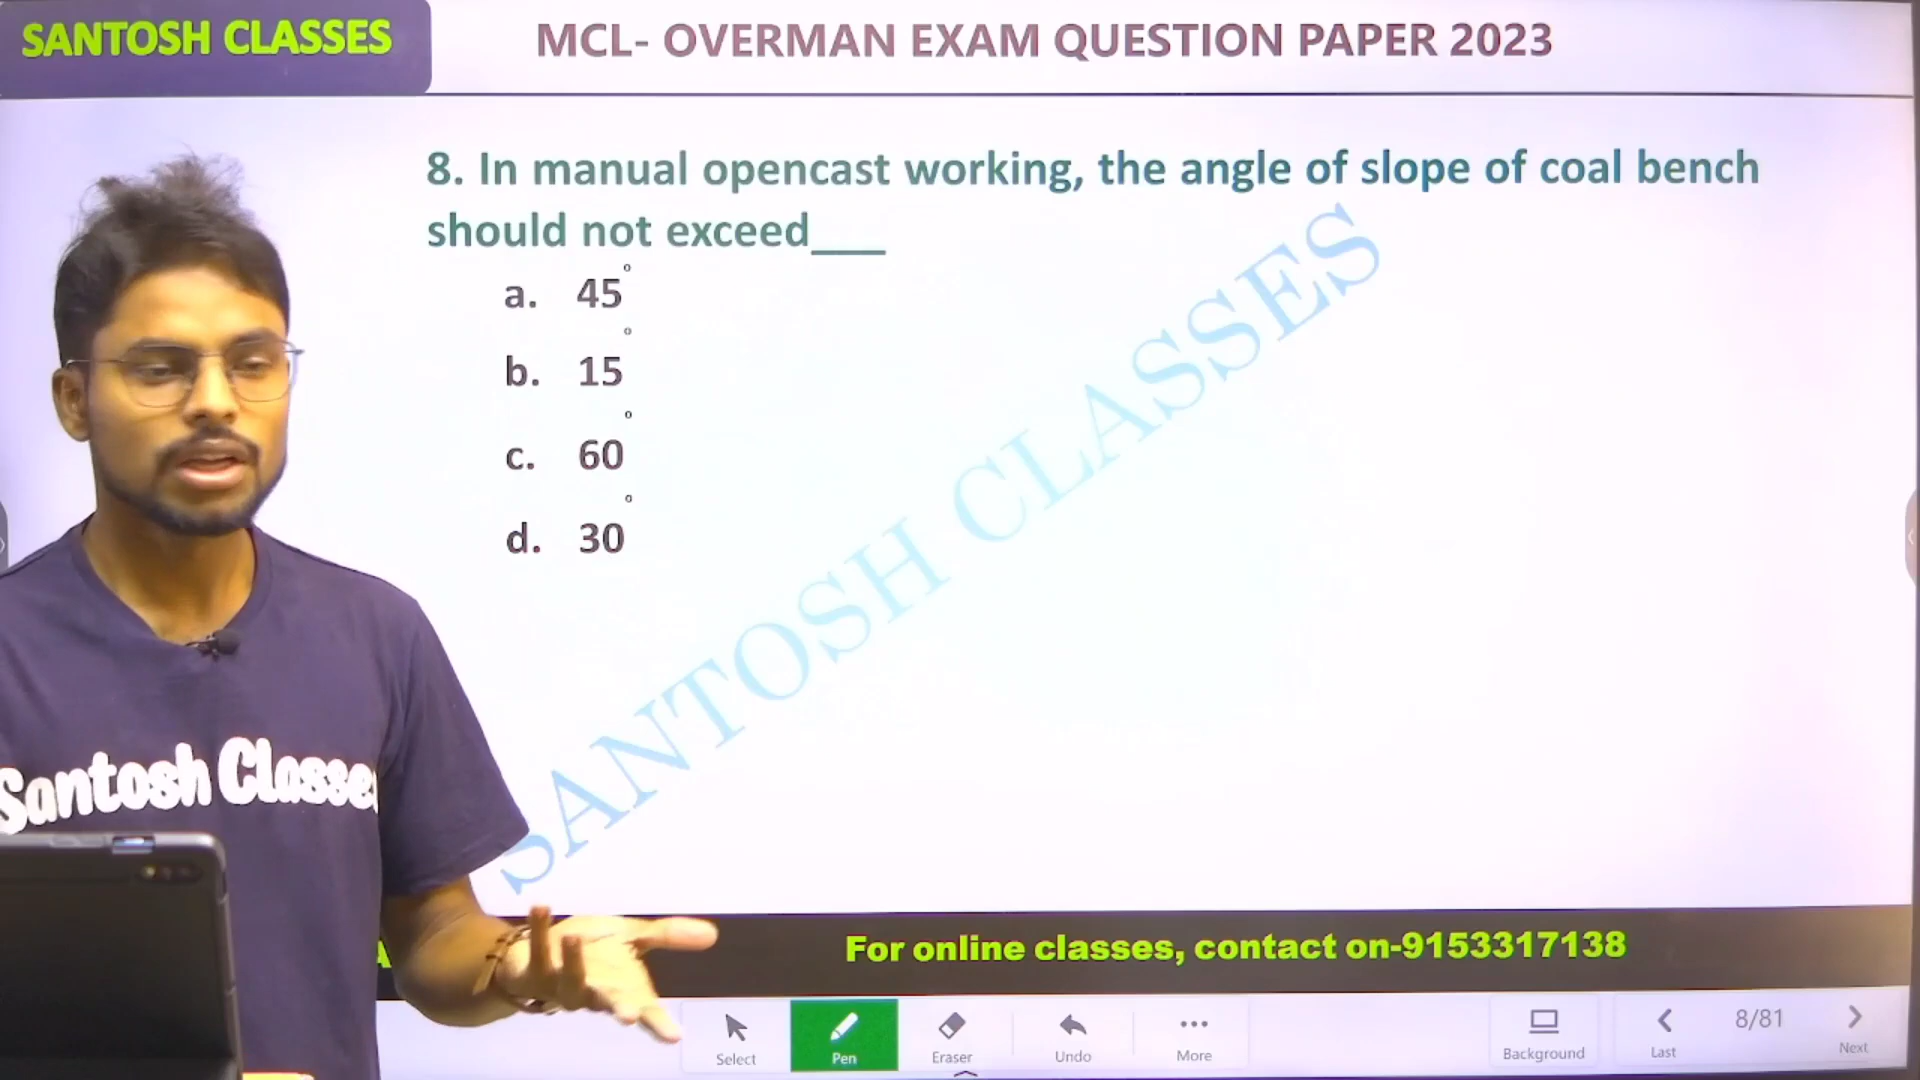 SANTOSH CLASSES
MCL- OVERMAN EXAM QUESTION PAPER 2023
8. In manual opencast working, the angle of slope of coal bench
should not exceed___
a. 45°
b. 15°
c. 60°
d. 30°
SANTOSH CLASSES
Santosh Classes
A
For online classes, contact on-9153317138
Select
Pen
Eraser
Undo
More
Background
Last
8/81
Next